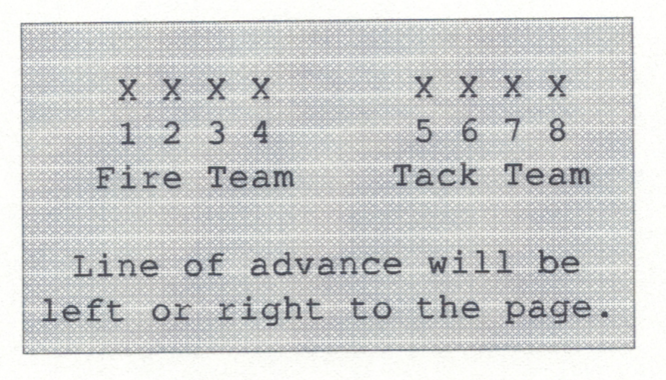 X X X X X X X X
1 2 3 4 5 6 7 8
Fire Team Tack Team
Line of advance will be
left or right to the page.